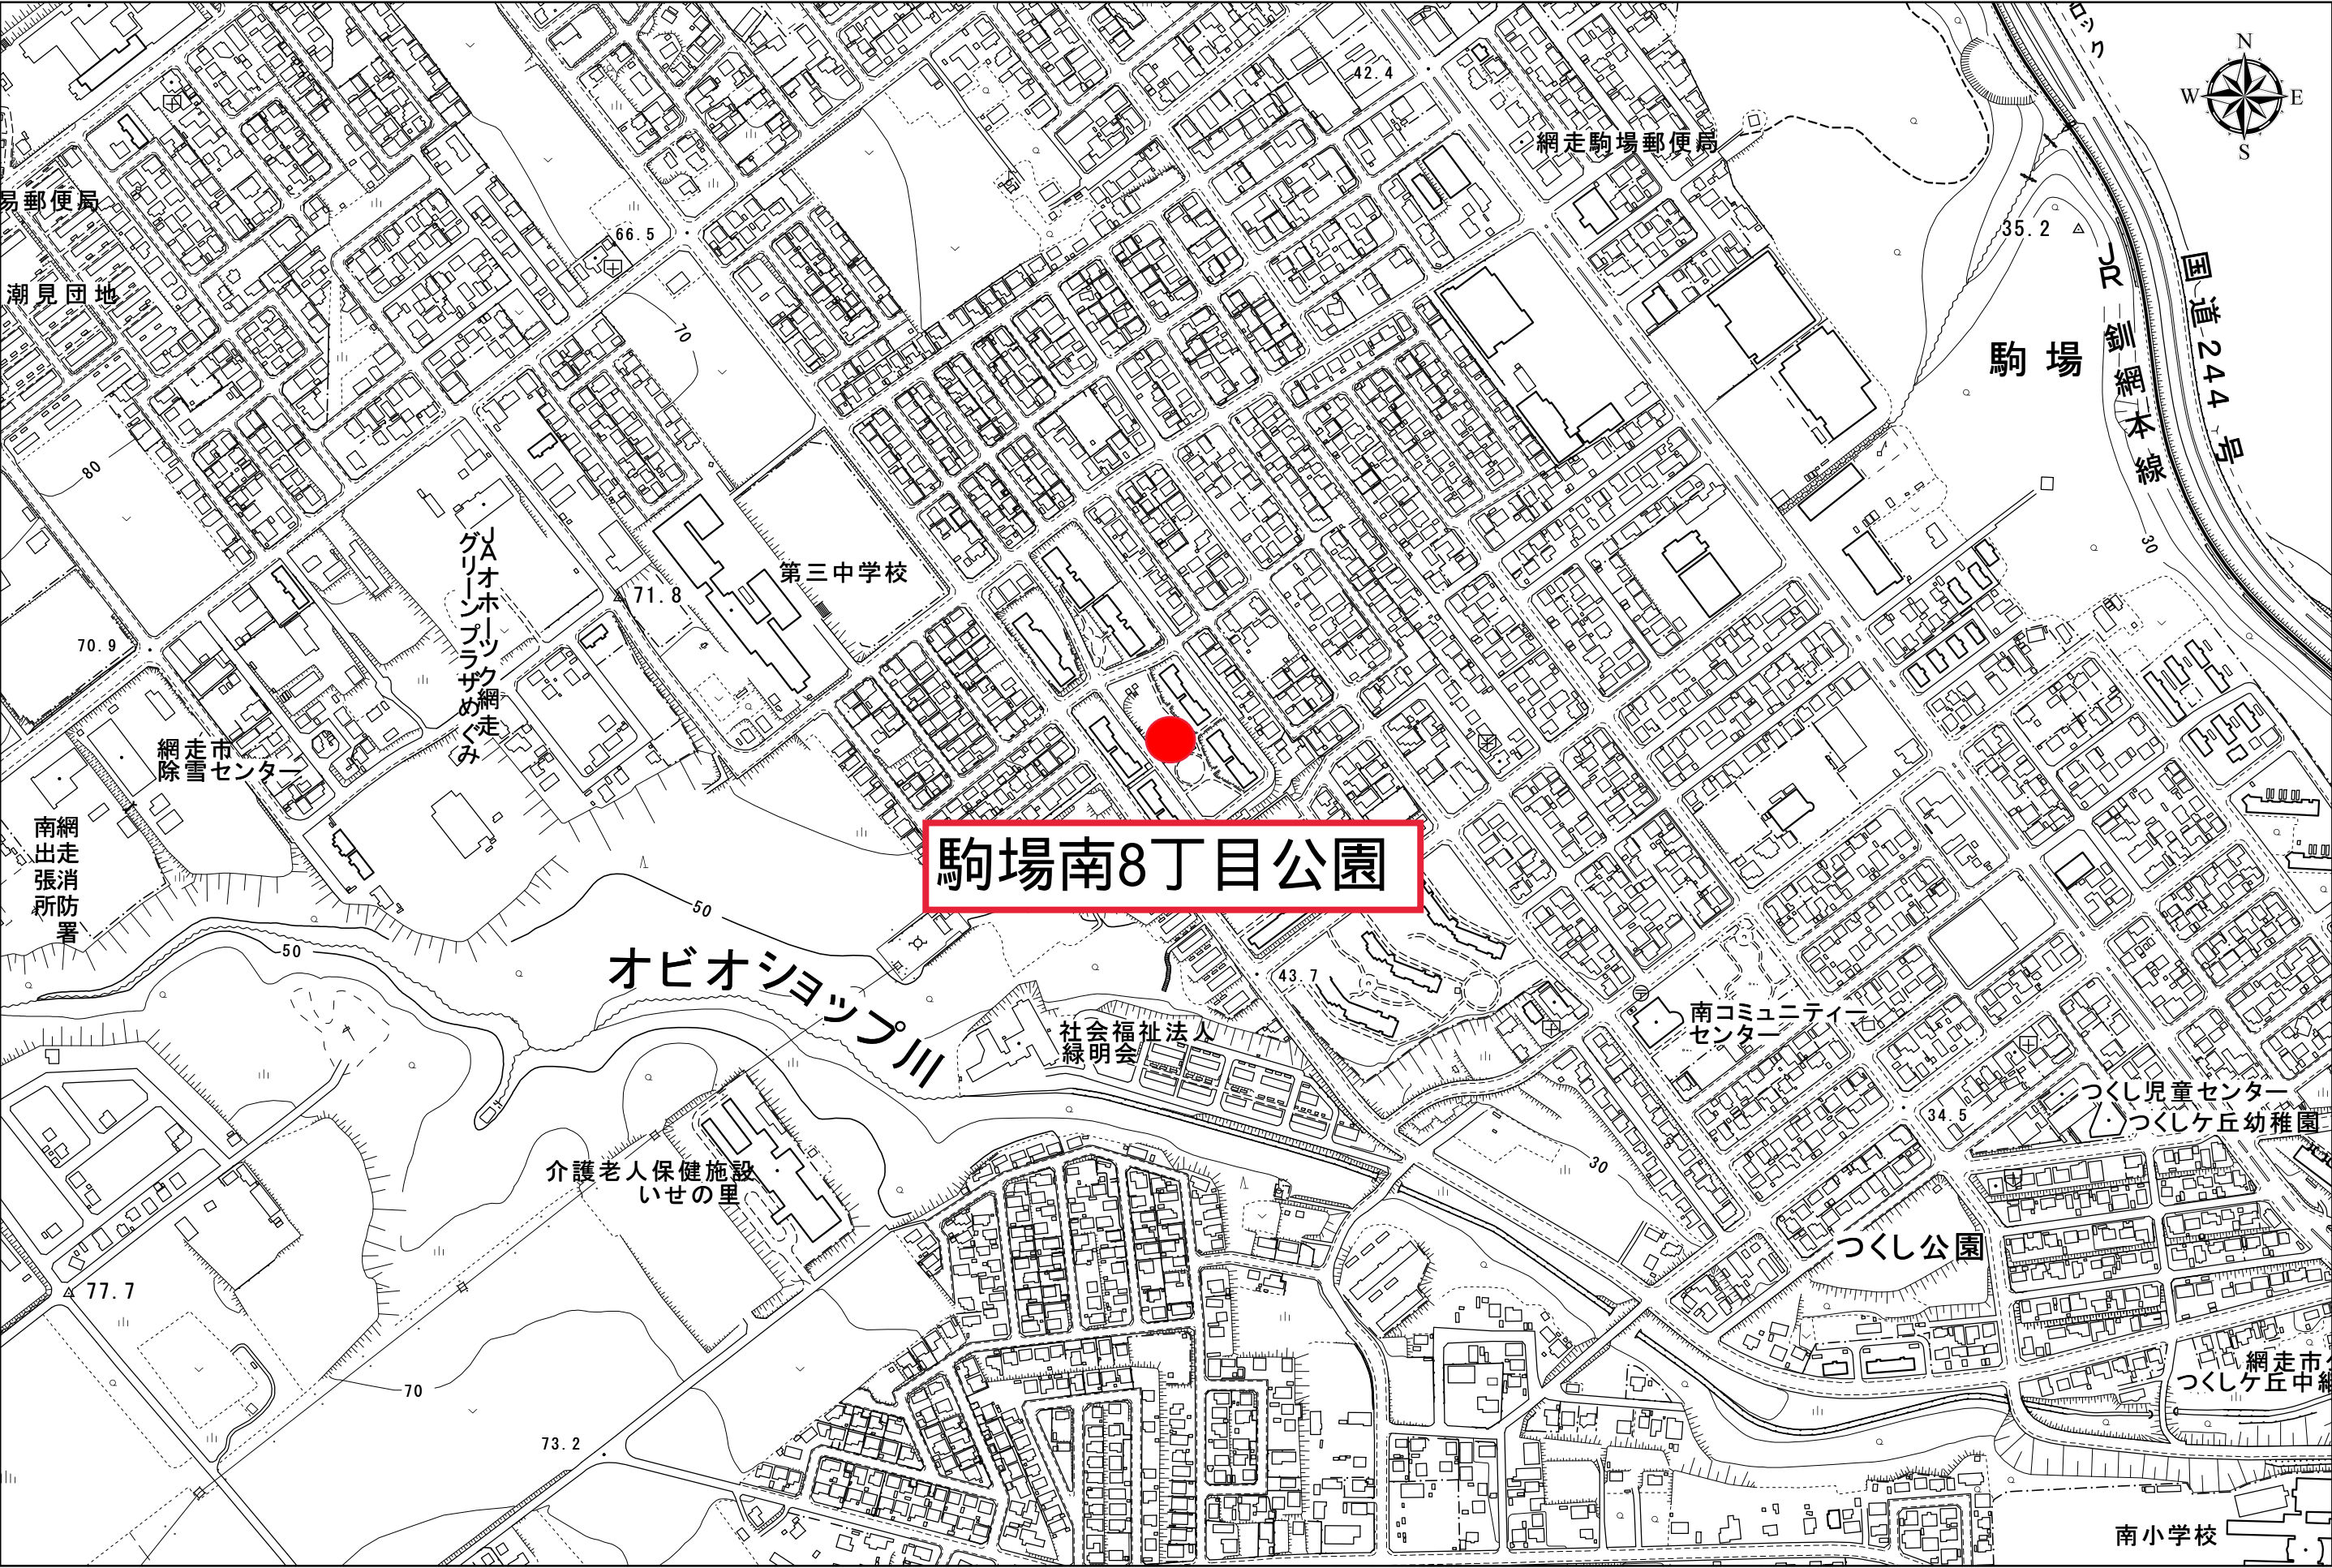 ロック
N
W
E
S
42.4
網走駒場郵便局
易郵便局
66.5
35.2
JR釧網本線
国道244号
潮見団地
70
駒場
80
30
JAオホーツク網走
グリーンプラザめぐみ
第三中学校
71.8
70.9
網走市
除雪センター
網走消防署
南出張所
駒場南8丁目公園
50
50
オビオショップ川
43.7
南コミュニティー
センター
社会福祉法人
緑明会
つくし児童センター
つくしケ丘幼稚園
34.5
30
介護老人保健施設
いせの里
つくし公園
77.7
網走市
つくしケ丘中継
70
73.2
南小学校